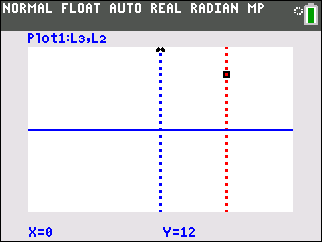 NORMAL FLOAT AUTO REAL RADIAN MP
Plot1:L₃,L₂
X=0 Y=12